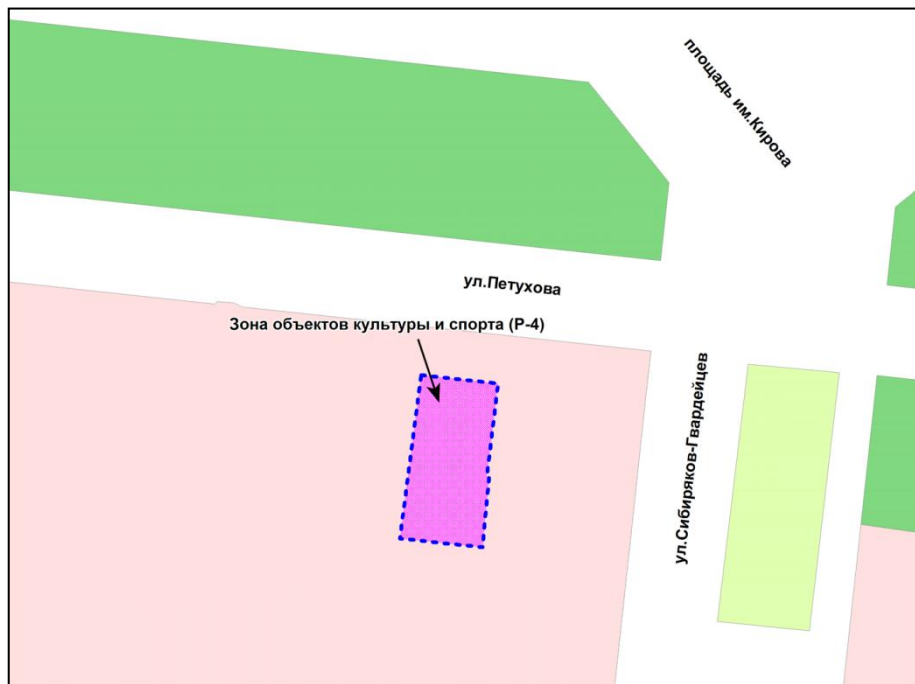 площадь им.Кирова
ул.Петухова
Зона объектов культуры и спорта (Р-4)
ул.Сибиряков-Гвардейцев